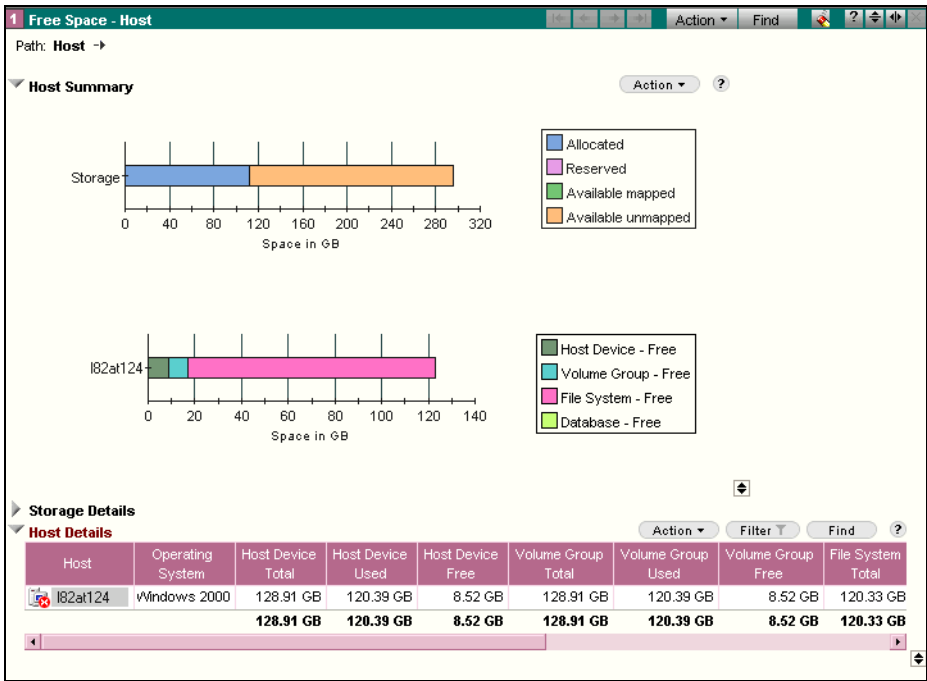 1 Free Space - Host Action Find ?
Path: Host
Host Summary Action ?
Storage
0 40 80 120 160 200 240 280 320
Space in GB
Allocated
Reserved
Available mapped
Available unmapped
l82at124
0 20 40 60 80 100 120 140
Space in GB
Host Device - Free
Volume Group - Free
File System - Free
Database - Free
Storage Details
Host Details Action Filter Find ?
Host Operating System Host Device Total Host Device Used Host Device Free Volume Group Total Volume Group Used Volume Group Free File System Total
l82at124 Windows 2000 128.91 GB 120.39 GB 8.52 GB 128.91 GB 120.39 GB 8.52 GB 120.33 GB
128.91 GB 120.39 GB 8.52 GB 128.91 GB 120.39 GB 8.52 GB 120.33 GB